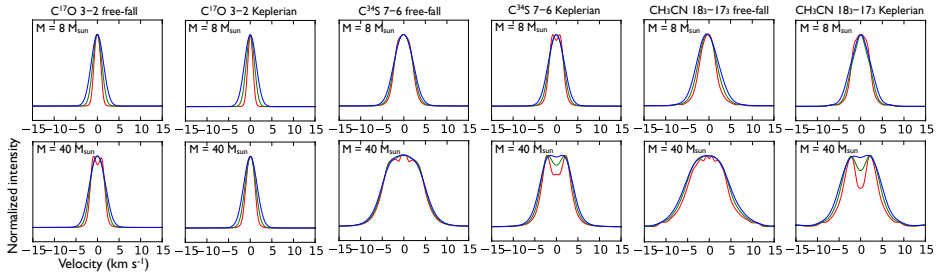 C¹⁷O 3–2 free-fall C¹⁷O 3–2 Keplerian C³⁴S 7–6 free-fall C³⁴S 7–6 Keplerian CH3CN 18₃–17₃ free-fall CH3CN 18₃–17₃ Keplerian
M = 8 Msun M = 8 Msun M = 8 Msun M = 8 Msun M = 8 Msun M = 8 Msun
−15−10−5 0 5 10 15 −15−10−5 0 5 10 15 −15−10−5 0 5 10 15 −15−10−5 0 5 10 15 −15−10−5 0 5 10 15 −15−10−5 0 5 10 15
M = 40 Msun M = 40 Msun M = 40 Msun M = 40 Msun M = 40 Msun M = 40 Msun
Normalized intensity
−15−10−5 0 5 10 15 −15−10−5 0 5 10 15 −15−10−5 0 5 10 15 −15−10−5 0 5 10 15 −15−10−5 0 5 10 15 −15−10−5 0 5 10 15
Velocity (km s⁻¹)